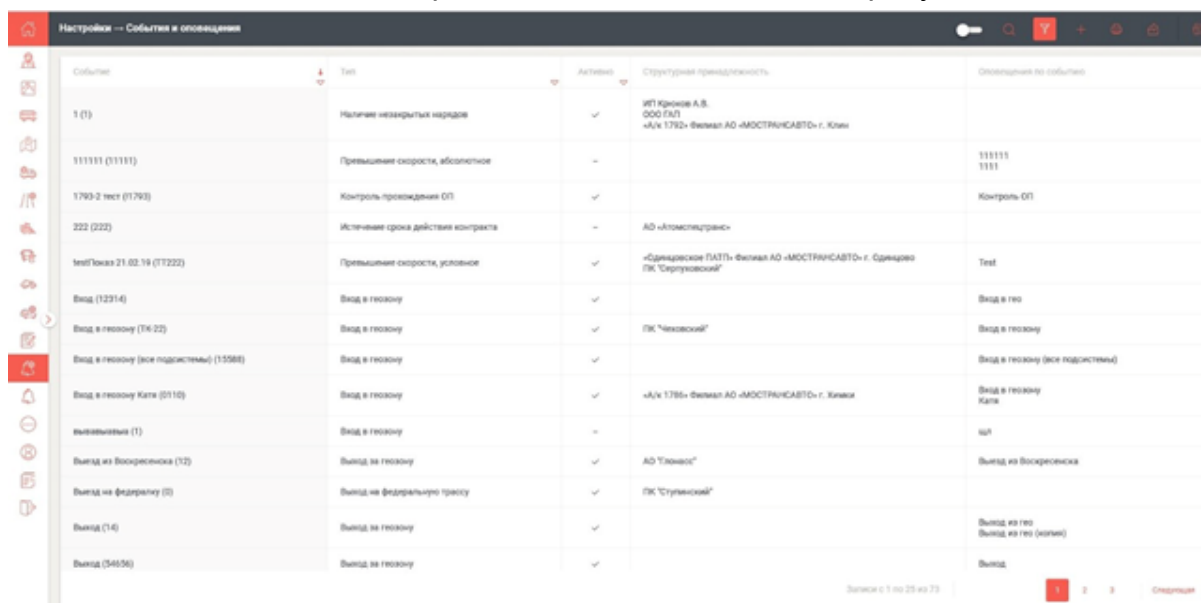 Настройки — События и оповещения
Событие Тип Активно Структурная принадлежность Оповещения по событию
1 (1) Наличие незакрытых нарядов ИП Крюков А.В.
ООО ГАП
«А/к 1792» Филиал АО «МОСТРАНСАВТО» г. Клин
111111 (11111) Превышение скорости, абсолютное – 111111
1111
1793-2 тест (I1793) Контроль прохождения ОП Контроль ОП
222 (222) Истечение срока действия контракта – АО «Атомспецтранс»
testПоказ 21.02.19 (Т7222) Превышение скорости, условное «Одинцовское ПАТП» Филиал АО «МОСТРАНСАВТО» г. Одинцово
ПК "Серпуховский"
Test
Вход (12314) Вход в геозону Вход в гео
Вход в геозону (ТК-22) Вход в геозону ПК "Чеховский" Вход в геозону
Вход в геозону (все подсистемы) (15588) Вход в геозону Вход в геозону (все подсистемы)
Вход в геозону Катя (0110) Вход в геозону «А/к 1786» Филиал АО «МОСТРАНСАВТО» г. Химки Вход в геозону
Катя
(1) Вход в геозону – щл
Выезд из Воскресенска (12) Выход за геозону АО "Глонасс" Выезд из Воскресенска
Выезд на федералку (0) Выход на федеральную трассу ПК "Ступинский"
Выход (14) Выход за геозону Выход из гео
Выход из гео (копия)
Выход (54656) Выход за геозону Выход
Записи с 1 по 25 из 73 1 2 3 Следующая